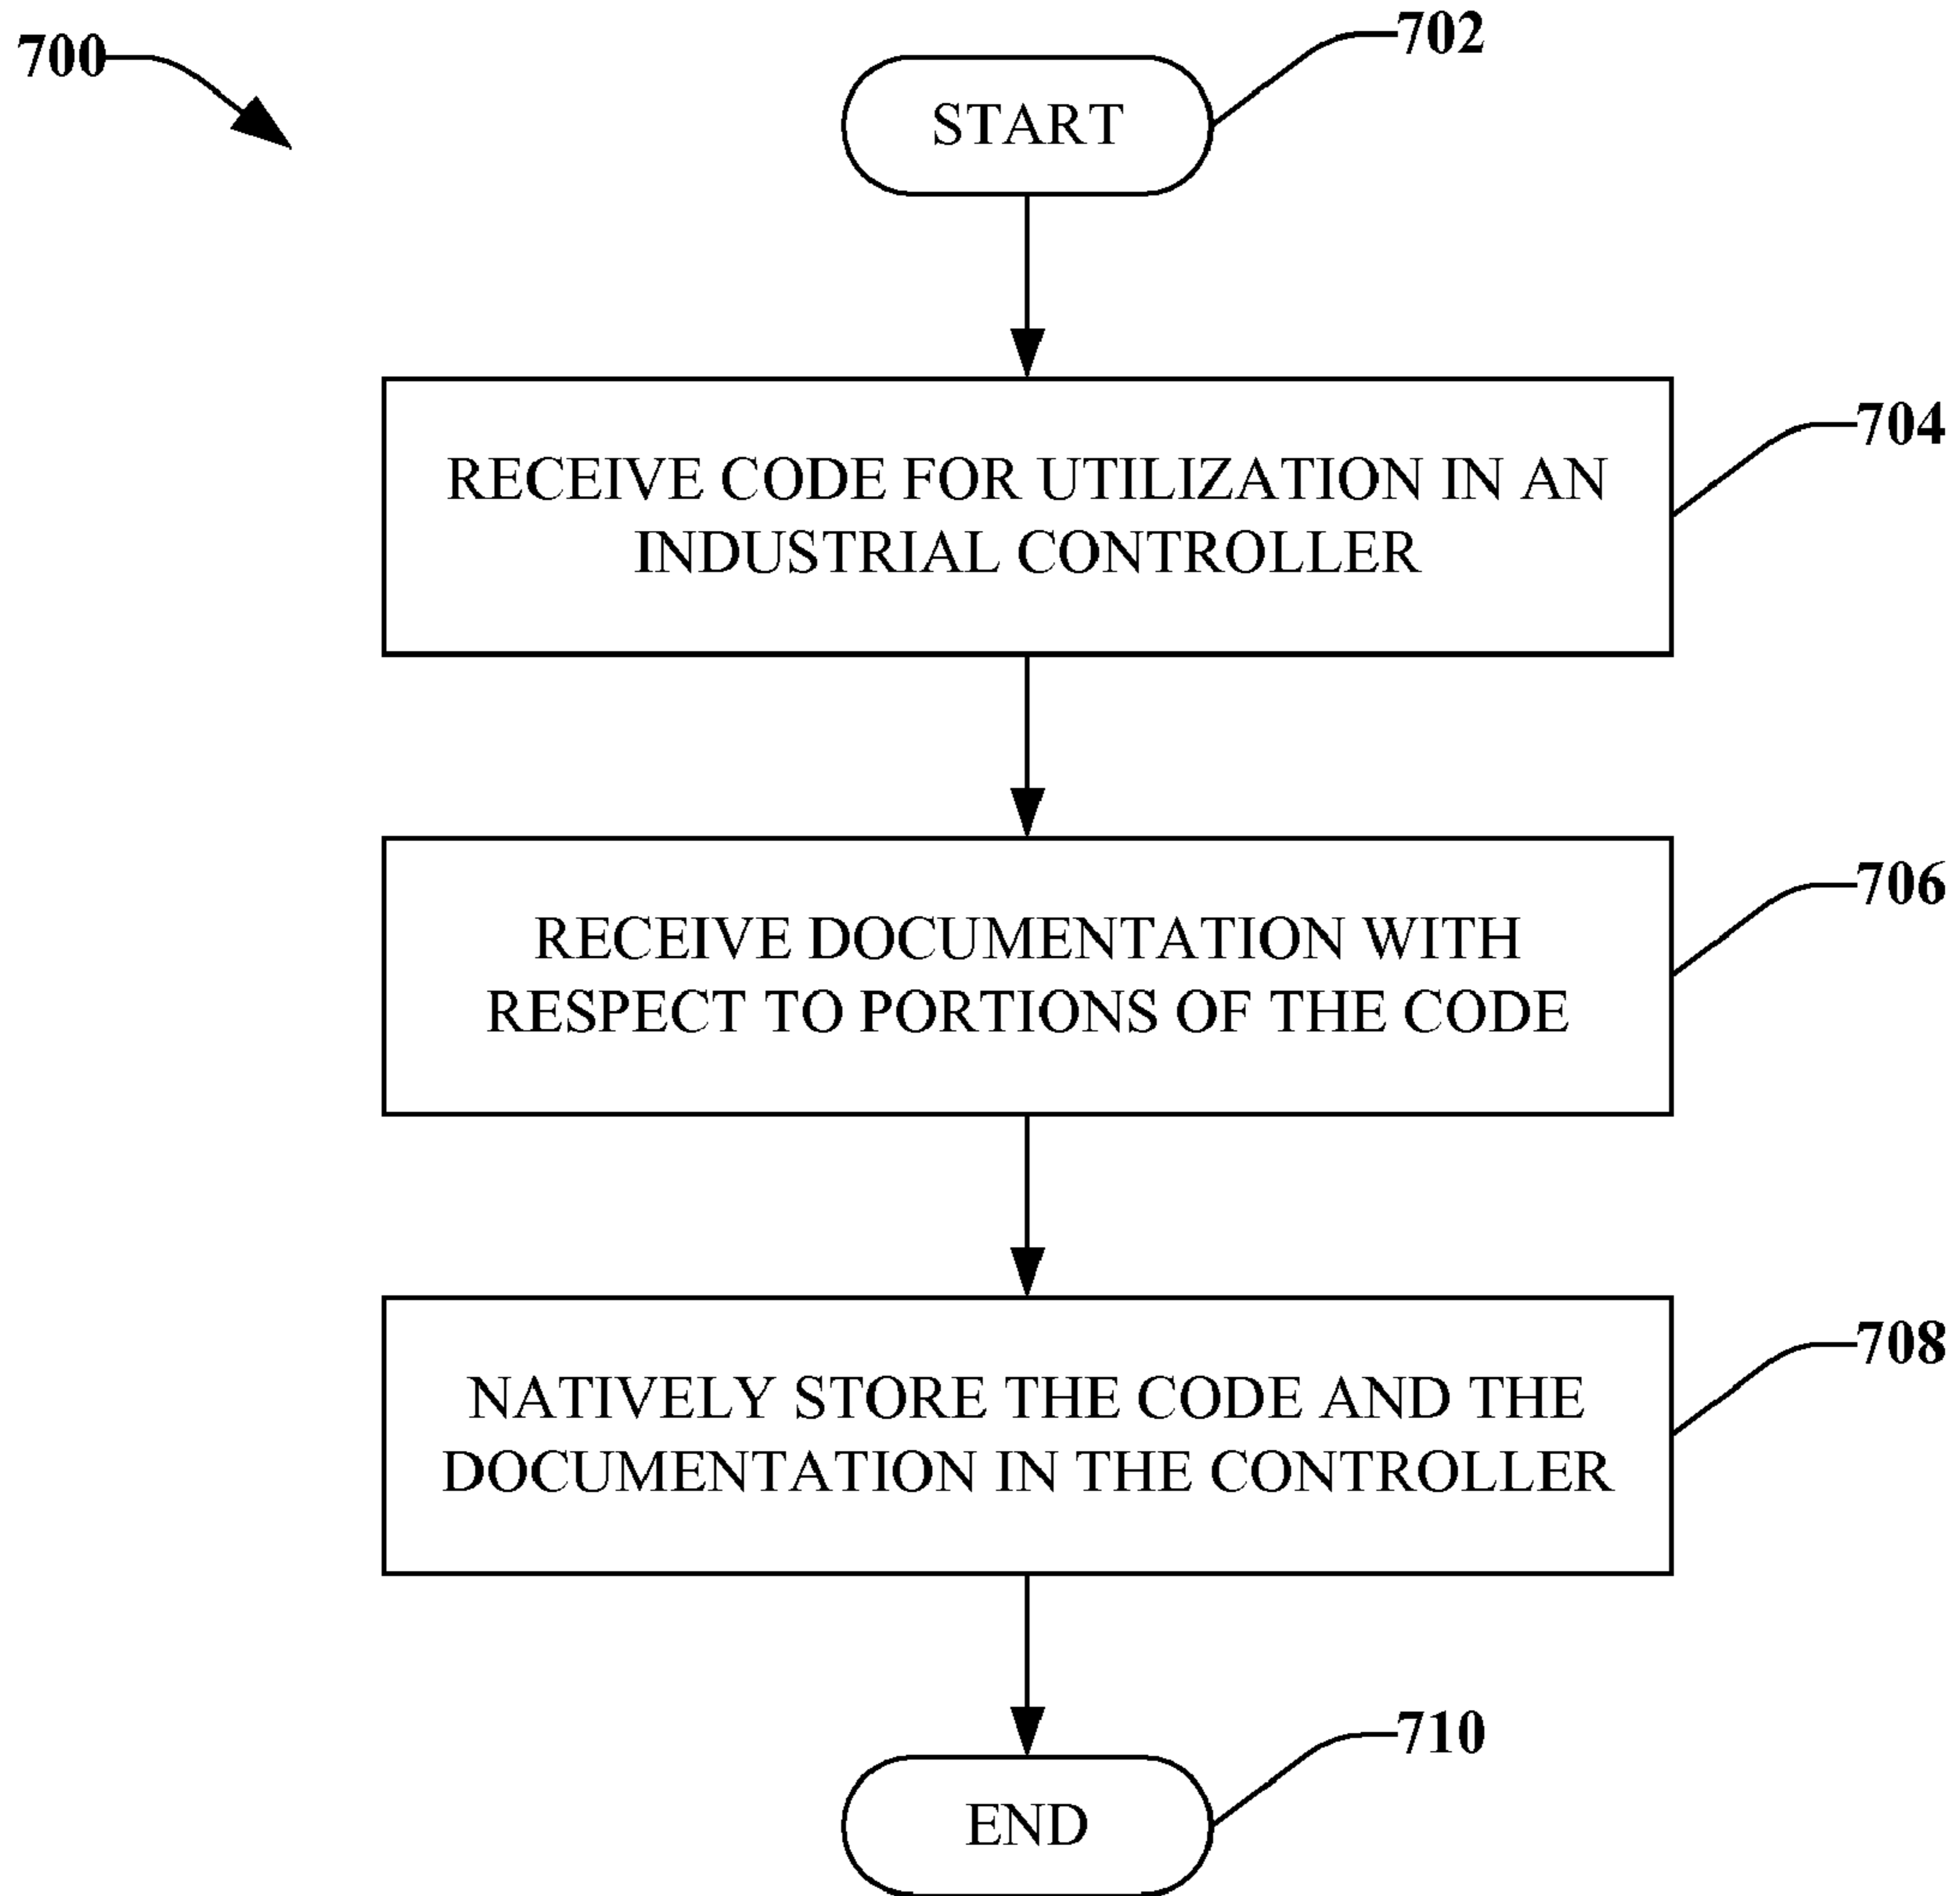 700
702
START
704
RECEIVE CODE FOR UTILIZATION IN AN
INDUSTRIAL CONTROLLER
706
RECEIVE DOCUMENTATION WITH
RESPECT TO PORTIONS OF THE CODE
708
NATIVELY STORE THE CODE AND THE
DOCUMENTATION IN THE CONTROLLER
710
END